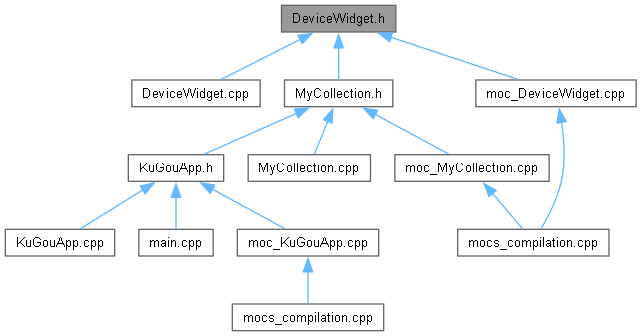 DeviceWidget.h
DeviceWidget.cpp
MyCollection.h
moc_DeviceWidget.cpp
KuGouApp.h
MyCollection.cpp
moc_MyCollection.cpp
KuGouApp.cpp
main.cpp
moc_KuGouApp.cpp
mocs_compilation.cpp
mocs_compilation.cpp